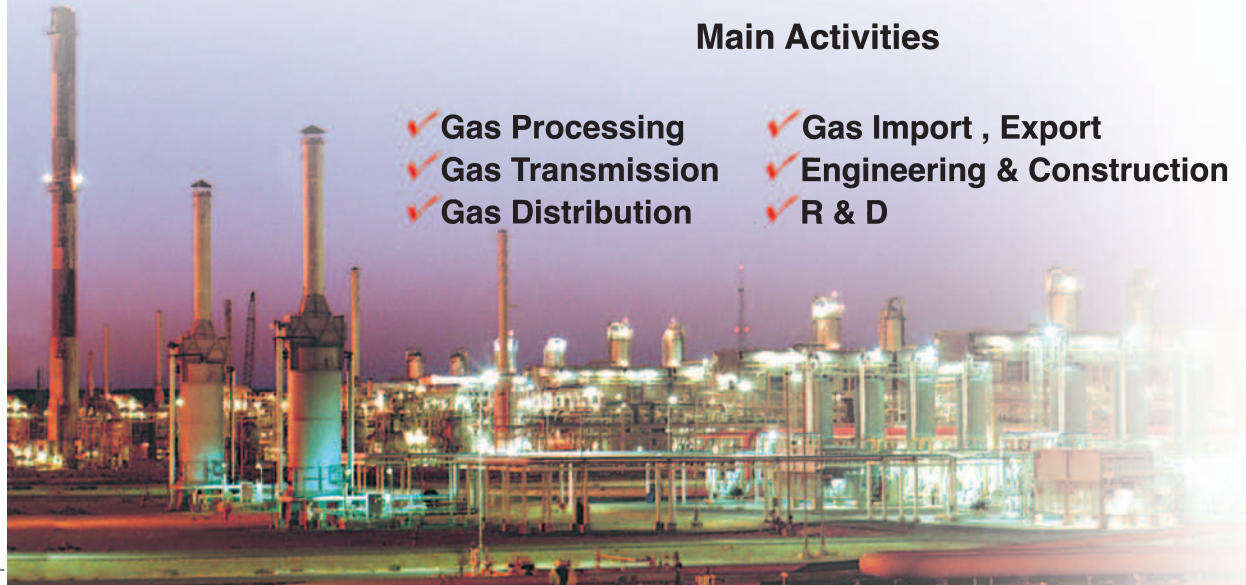 Main Activities
Gas Processing
Gas Transmission
Gas Distribution
Gas Import , Export
Engineering & Construction
R & D